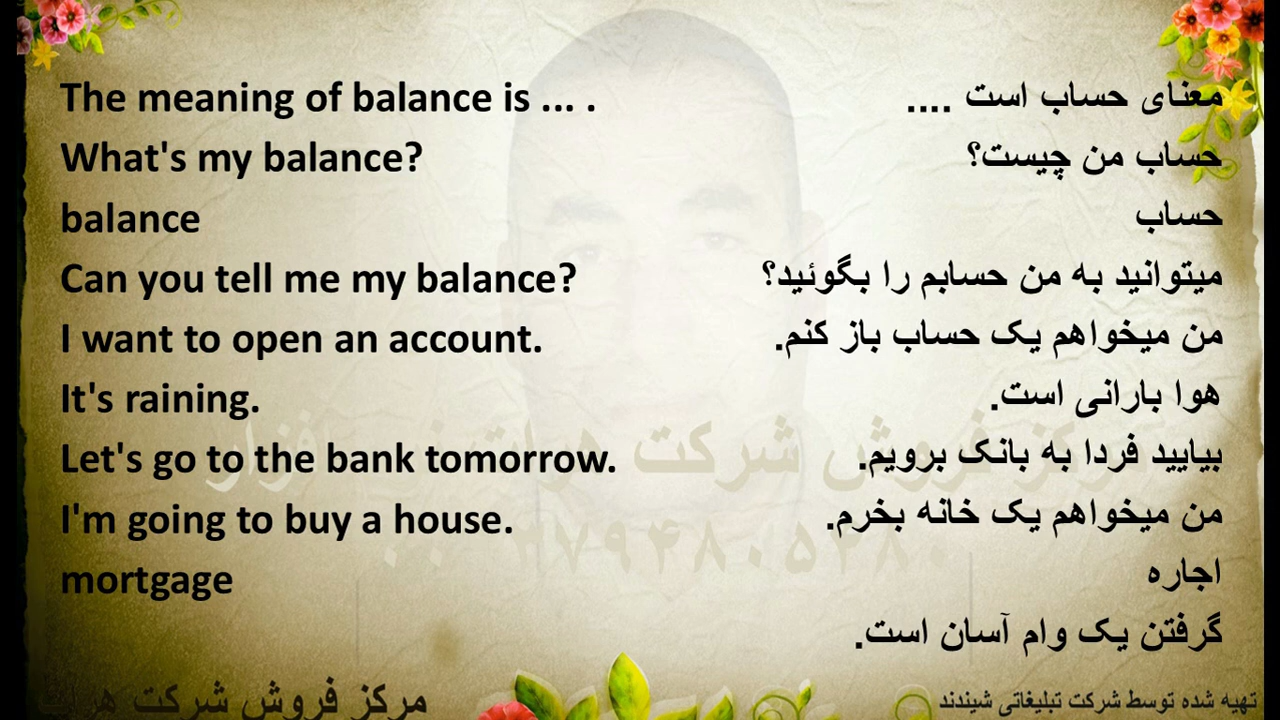 The meaning of balance is ... .
معنای حساب است ....
What's my balance?
حساب من چیست؟
balance
حساب
Can you tell me my balance?
میتوانید به من حسابم را بگوئید؟
I want to open an account.
من میخواهم یک حساب باز کنم.
It's raining.
هوا بارانی است.
Let's go to the bank tomorrow.
بیایید فردا به بانک برویم.
I'm going to buy a house.
من میخواهم یک خانه بخرم.
mortgage
اجاره
گرفتن یک وام آسان است.
مرکز فروش شرکت هرات
تهیه شده توسط شرکت تبلیغاتی شیندند